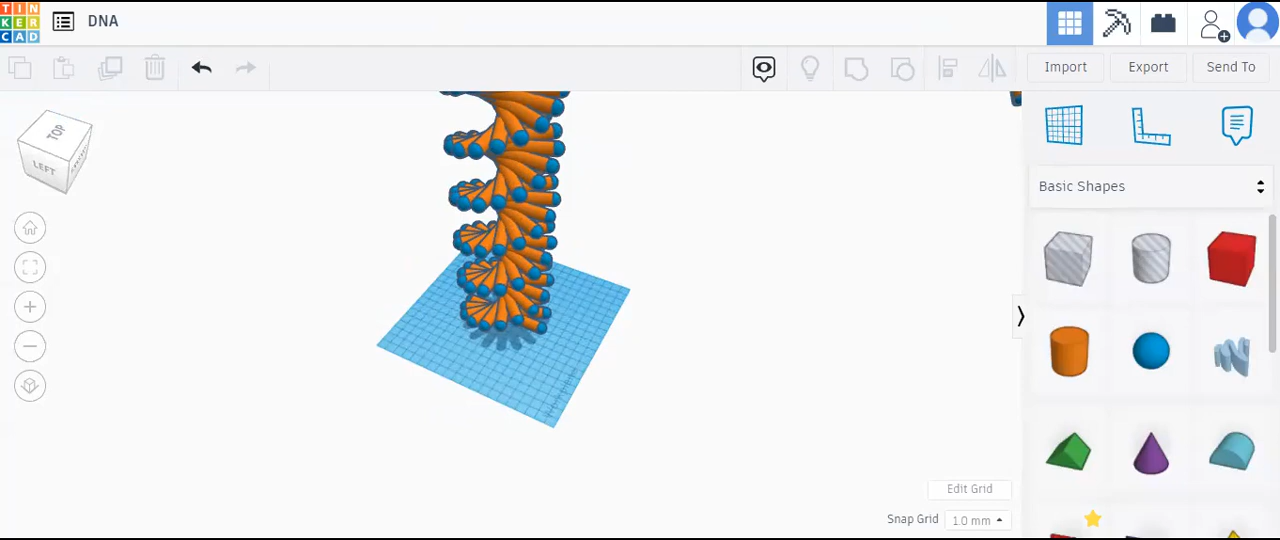 TIN
KER
CAD
DNA
Import
Export
Send To
TOP
LEFT
Basic Shapes
Edit Grid
Snap Grid
1.0 mm